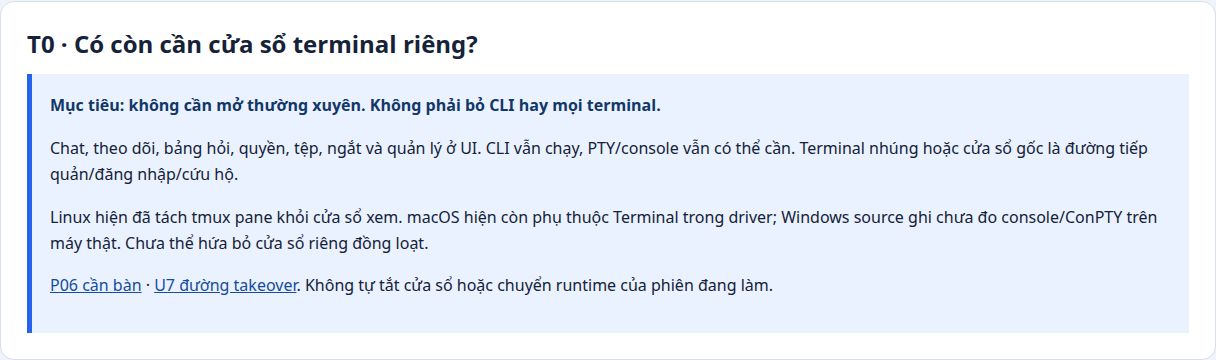 T0 · Có còn cần cửa sổ terminal riêng?
Mục tiêu: không cần mở thường xuyên. Không phải bỏ CLI hay mọi terminal.
Chat, theo dõi, bảng hỏi, quyền, tệp, ngắt và quản lý ở UI. CLI vẫn chạy, PTY/console vẫn có thể cần. Terminal nhúng hoặc cửa sổ gốc là đường tiếp
quản/đăng nhập/cứu hộ.
Linux hiện đã tách tmux pane khỏi cửa sổ xem. macOS hiện còn phụ thuộc Terminal trong driver; Windows source ghi chưa đo console/ConPTY trên
máy thật. Chưa thể hứa bỏ cửa sổ riêng đồng loạt.
P06 cần bàn · U7 đường takeover. Không tự tắt cửa sổ hoặc chuyển runtime của phiên đang làm.